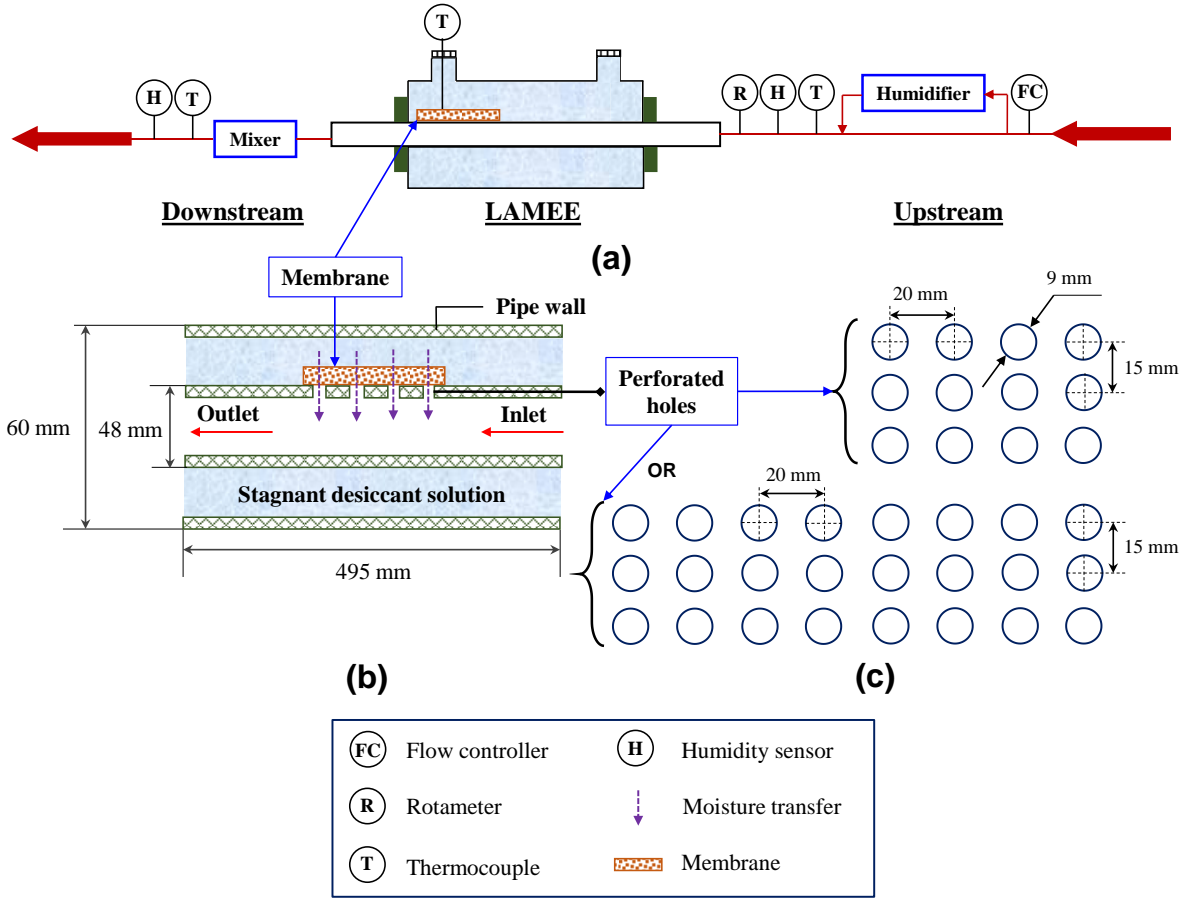 T
H
T
Mixer
R
H
T
Humidifier
FC
Downstream
LAMEE
Upstream
(a)
Membrane
Pipe wall
Outlet
Inlet
60 mm
48 mm
Stagnant desiccant solution
495 mm
(b)
Perforated
holes
OR
20 mm
9 mm
15 mm
20 mm
15 mm
(c)
FC Flow controller
H Humidity sensor
R Rotameter
Moisture transfer
T Thermocouple
Membrane